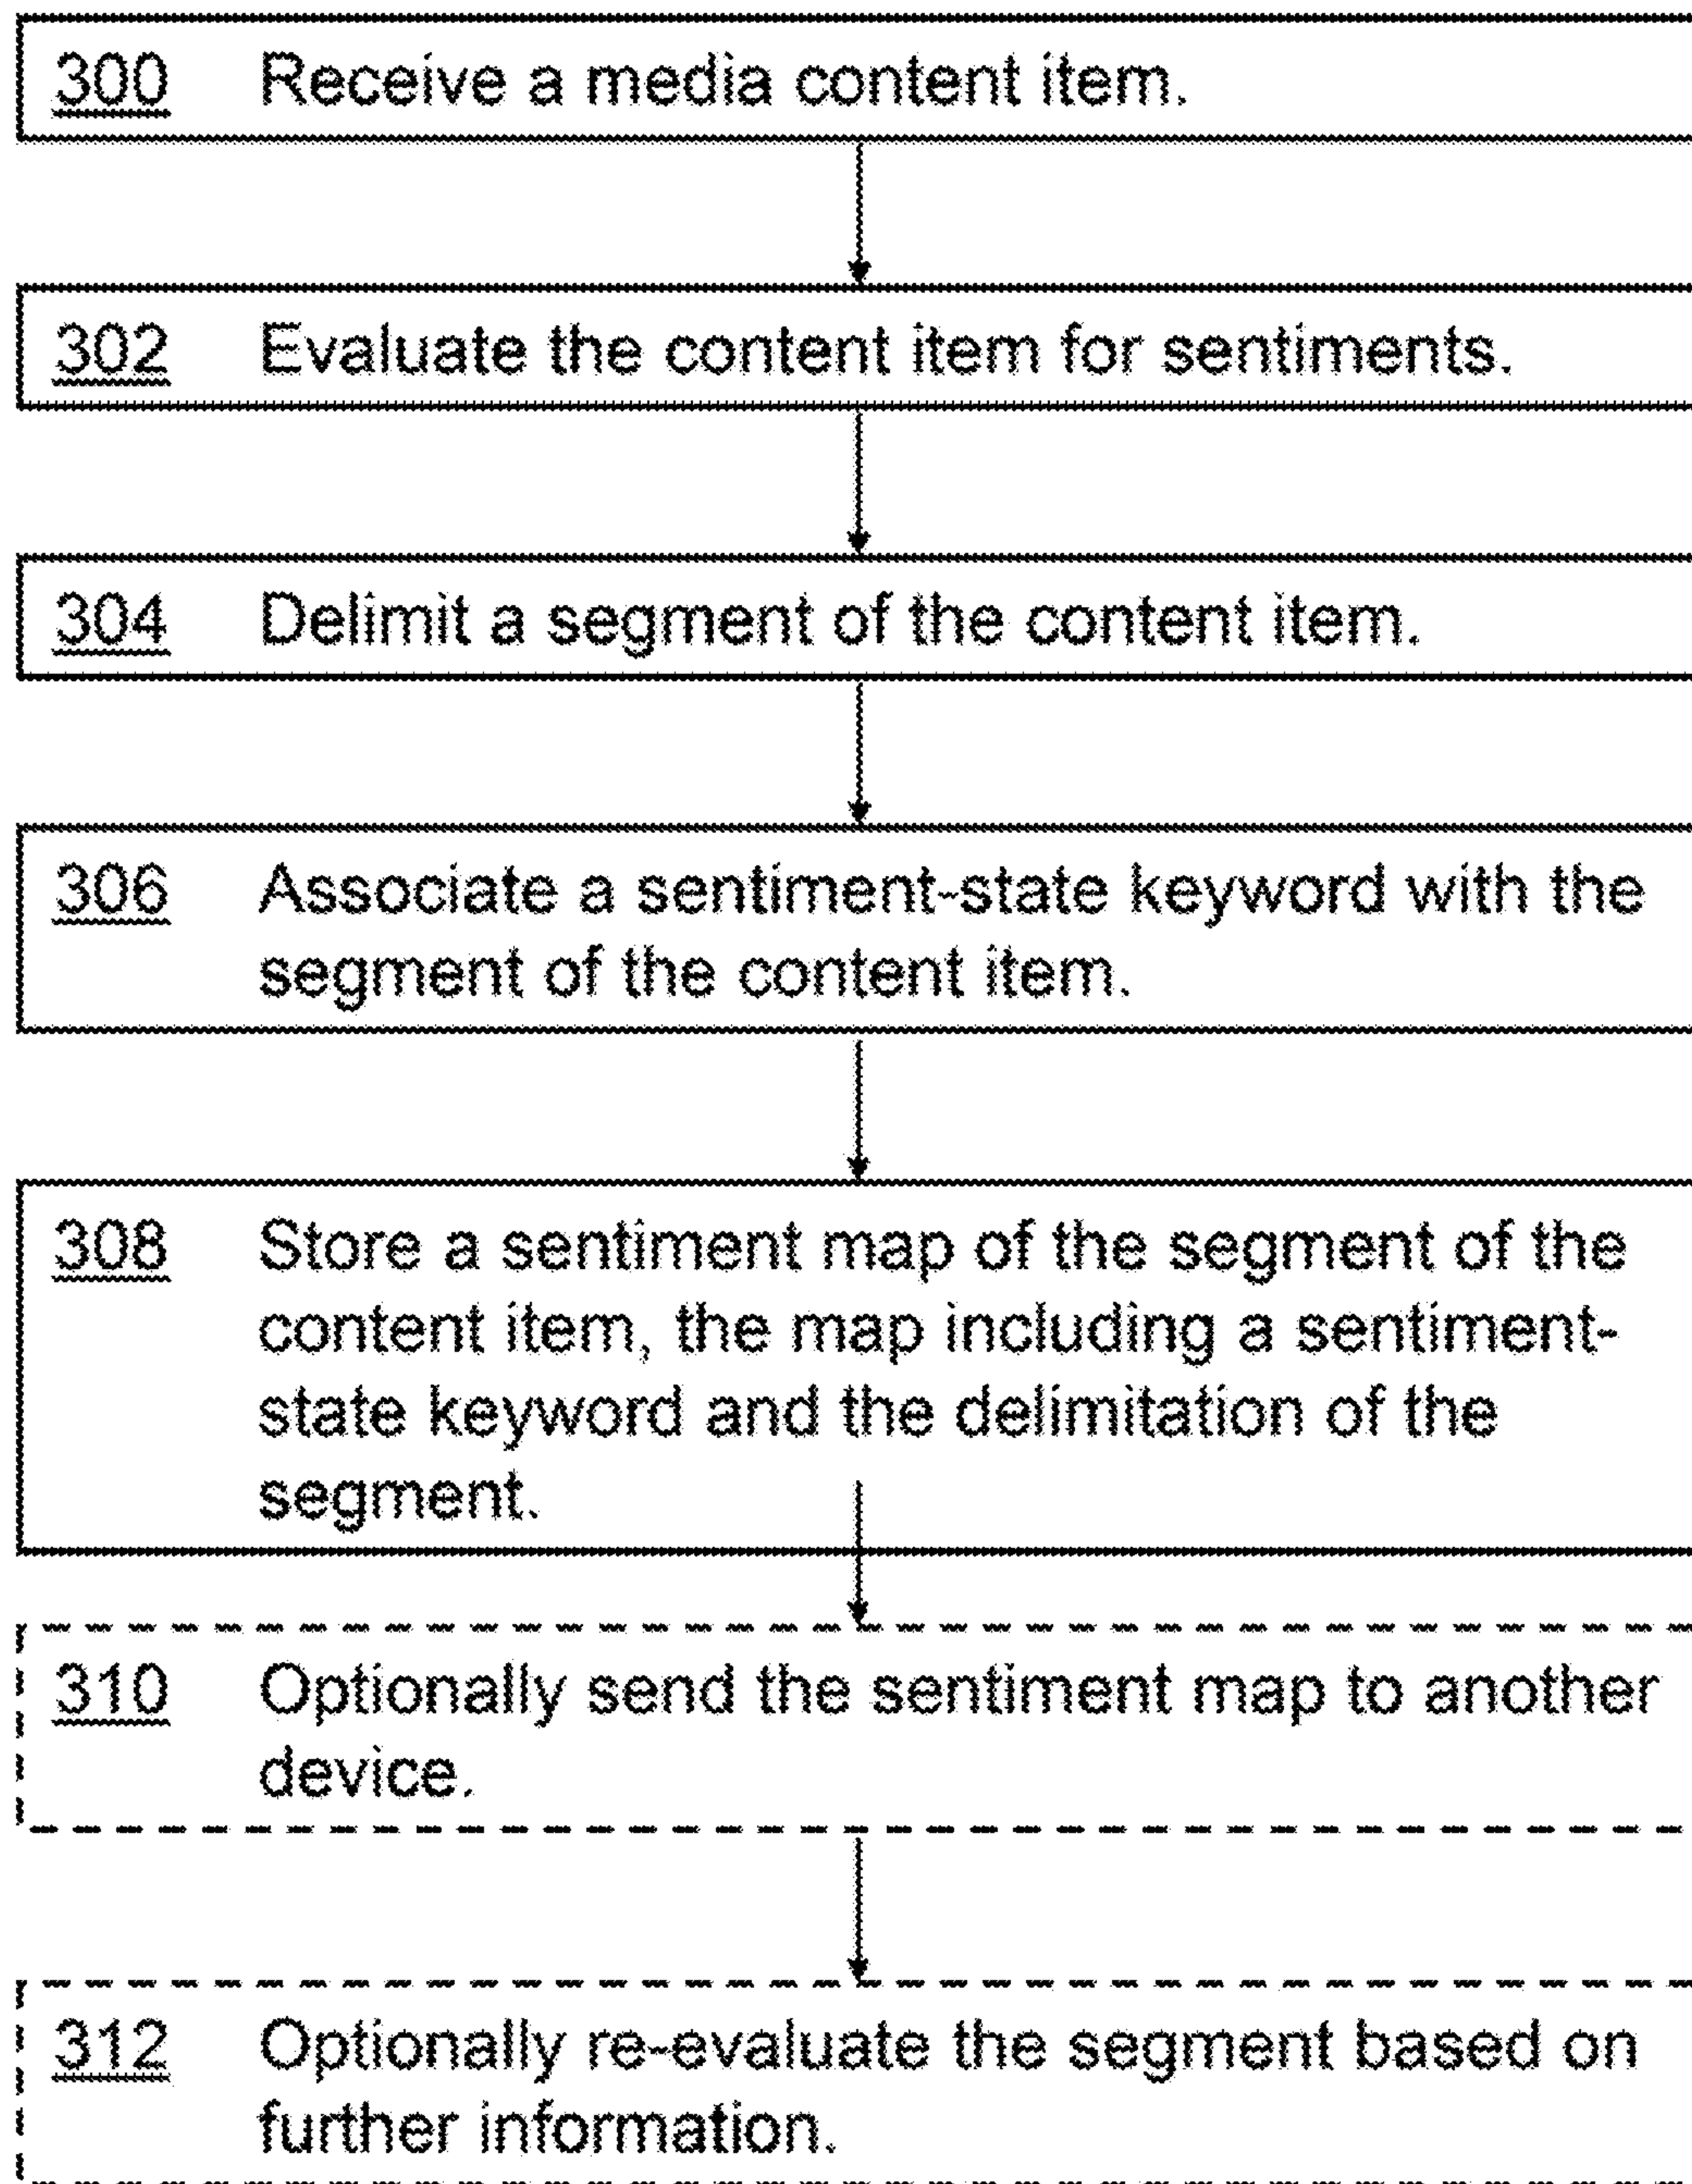 300 Receive a media content item.
302 Evaluate the content item for sentiments.
304 Delimit a segment of the content item.
306 Associate a sentiment-state keyword with the
segment of the content item.
308 Store a sentiment map of the segment of the
content item, the map including a sentiment-
state keyword and the delimitation of the
segment.
310 Optionally send the sentiment map to another
device.
312 Optionally re-evaluate the segment based on
further information.